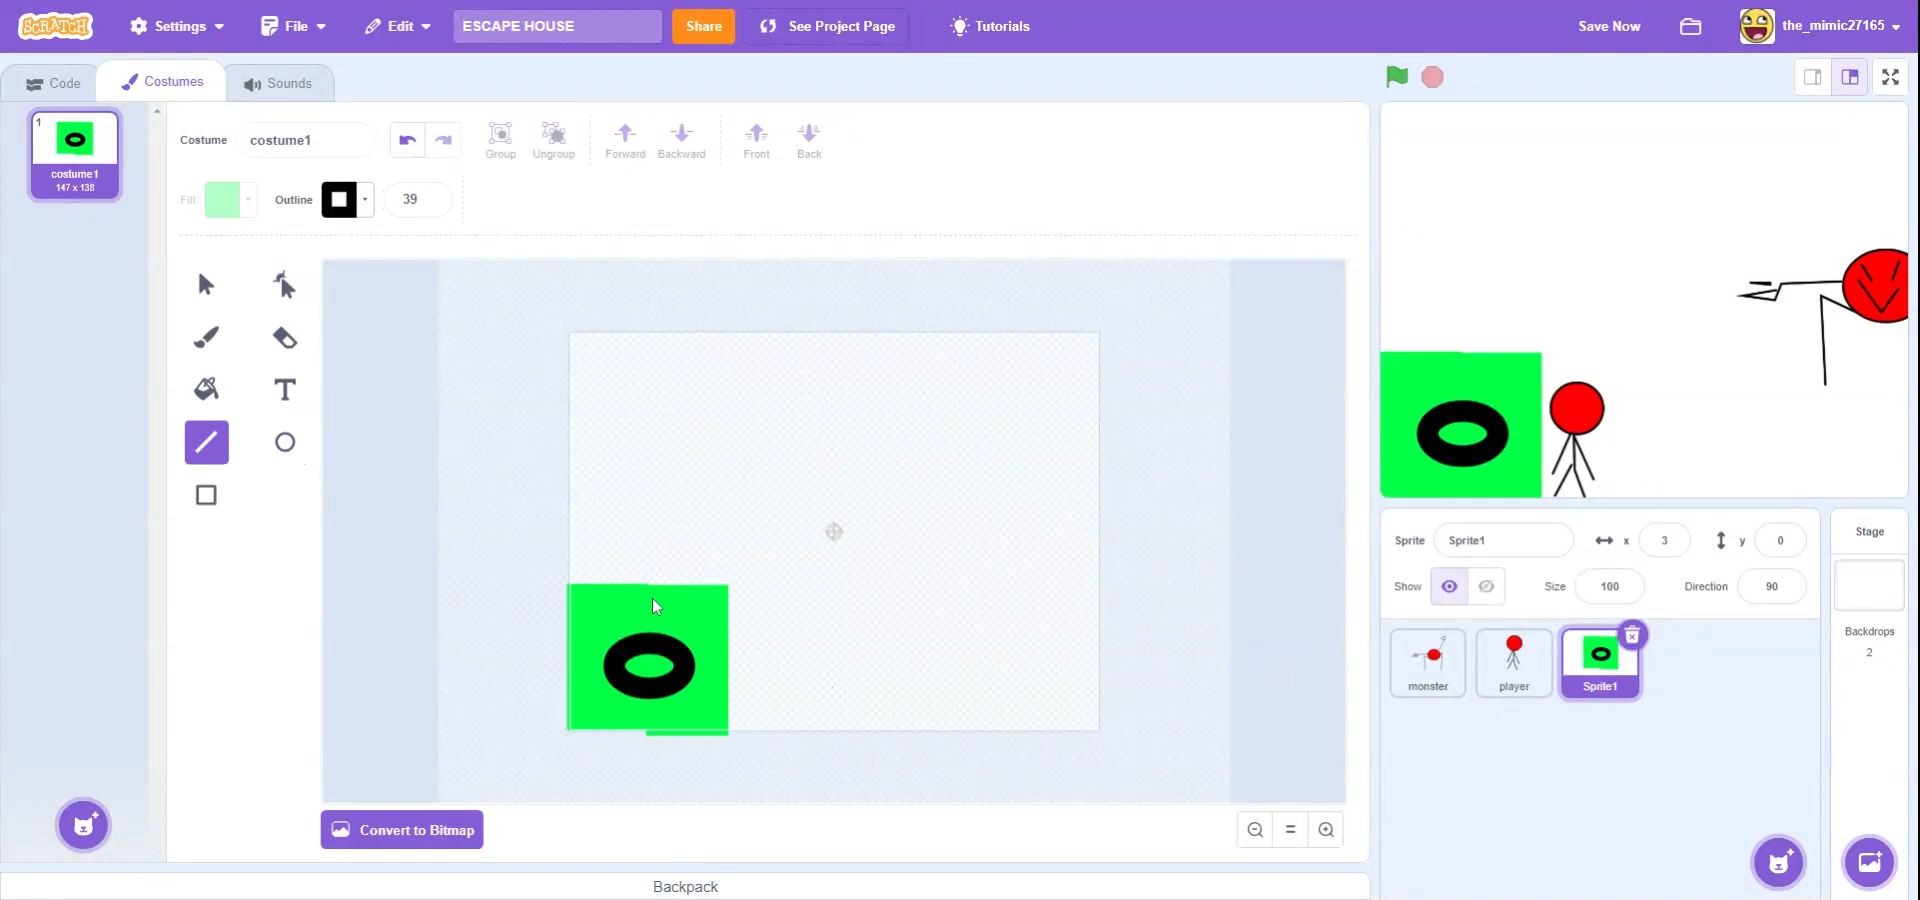 SCRATCH
Settings
File
Edit
ESCAPE HOUSE
Share
See Project Page
Tutorials
Save Now
the_mimic27165
Code
Costumes
Sounds
1
costume1
147 x 138
Costume
costume1
Group
Ungroup
Forward
Backward
Front
Back
Fill
Outline
39
T
Convert to Bitmap
Backpack
Sprite
Sprite1
x
3
y
0
Show
Size
100
Direction
90
monster
player
Sprite1
Stage
Backdrops
2